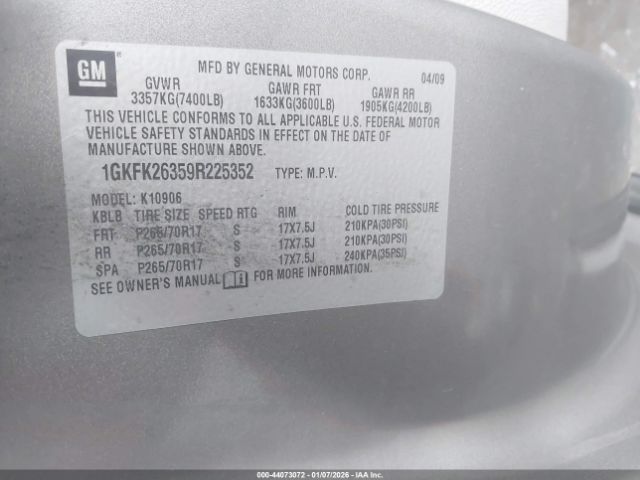 GM
MFD BY GENERAL MOTORS CORP. 04/09
GVWR GAWR FRT GAWR RR
3357KG(7400LB) 1633KG(3600LB) 1905KG(4200LB)
THIS VEHICLE CONFORMS TO ALL APPLICABLE U.S. FEDERAL MOTOR
VEHICLE SAFETY STANDARDS IN EFFECT ON THE DATE OF
MANUFACTURE SHOWN ABOVE.
1GKFK26359R225352 TYPE: M.P.V.
MODEL: K10906
KBLB TIRE SIZE SPEED RTG RIM COLD TIRE PRESSURE
FRT P265/70R17 S 17X7.5J 210KPA(30PSI)
RR P265/70R17 S 17X7.5J 210KPA(30PSI)
SPA P265/70R17 S 17X7.5J 240KPA(35PSI)
SEE OWNER'S MANUAL FOR MORE INFORMATION.
000-44073072 - 01/07/2026 - IAA Corp.